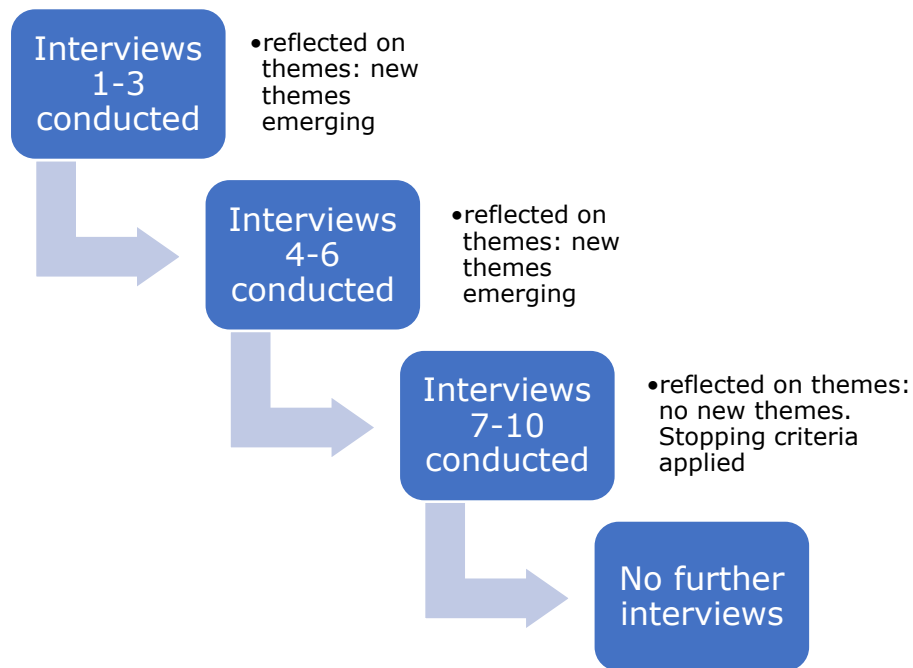 Interviews
1-3
conducted
•reflected on
themes: new
themes
emerging
Interviews
4-6
conducted
•reflected on
themes: new
themes
emerging
Interviews
7-10
conducted
•reflected on themes:
no new themes.
Stopping criteria
applied
No further
interviews